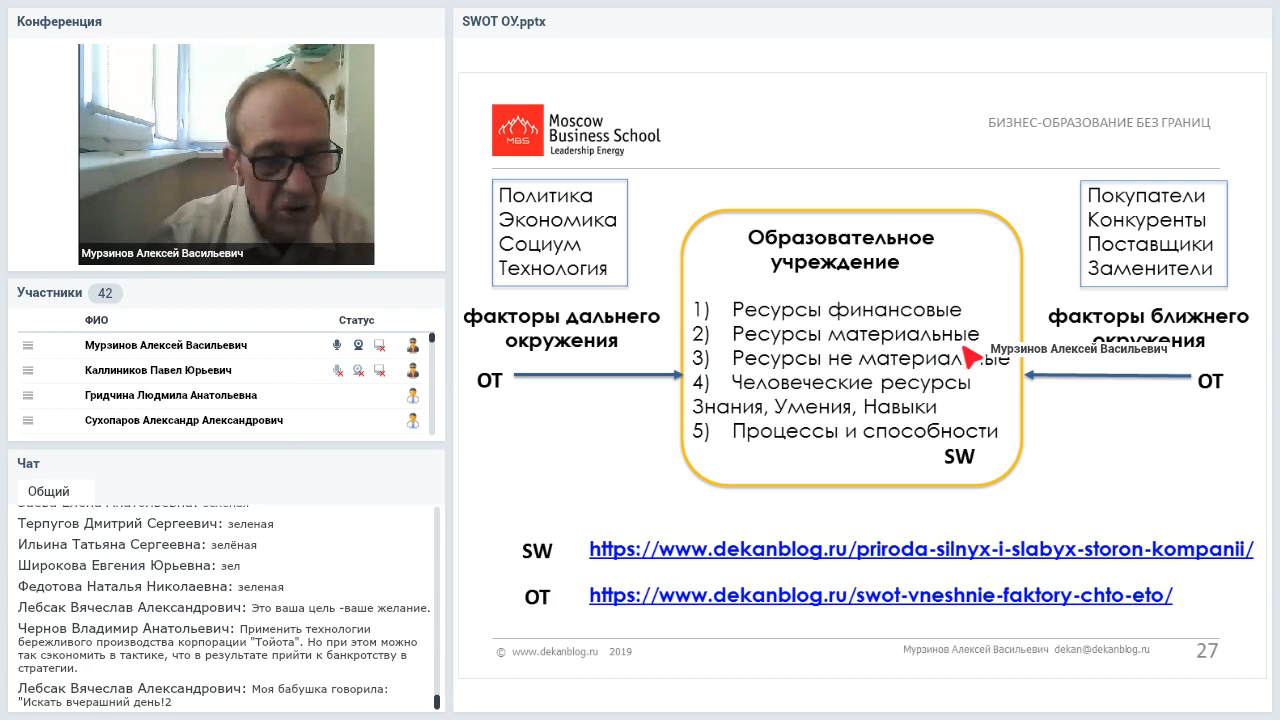 Конференция
Мурзинов Алексей Васильевич
Участники 42
ФИО Статус
Мурзинов Алексей Васильевич
Каллиников Павел Юрьевич
Гридчина Людмила Анатольевна
Сухопаров Александр Александрович
Чат
Общий
Терпугов Дмитрий Сергеевич: зеленая
Ильина Татьяна Сергеевна: зелёная
Широкова Евгения Юрьевна: зел
Федотова Наталья Николаевна: зеленая
Лебсак Вячеслав Александрович: Это ваша цель -ваше желание.
Чернов Владимир Анатольевич: Применить технологии
бережливого производства корпорации "Тойота". Но при этом можно
так сэкономить в тактике, что в результате прийти к банкротству в
стратегии.
Лебсак Вячеслав Александрович: Моя бабушка говорила:
"Искать вчерашний день!2
SWOT ОУ.pptx
MBS
Moscow
Business School
Leadership Energy
БИЗНЕС-ОБРАЗОВАНИЕ БЕЗ ГРАНИЦ
Политика
Экономика
Социум
Технология
факторы дальнего
окружения
ОТ
Образовательное
учреждение
1) Ресурсы финансовые
2) Ресурсы материальные
3) Ресурсы не материальные
4) Человеческие ресурсы
Знания, Умения, Навыки
5) Процессы и способности
SW
Покупатели
Конкуренты
Поставщики
Заменители
факторы ближнего
окружения
Мурзинов Алексей Васильевич
ОТ
SW https://www.dekanblog.ru/priroda-silnyx-i-slabyx-storon-kompanii/
ОТ https://www.dekanblog.ru/swot-vneshnie-faktory-chto-eto/
© www.dekanblog.ru 2019
Мурзинов Алексей Васильевич dekan@dekanblog.ru
27